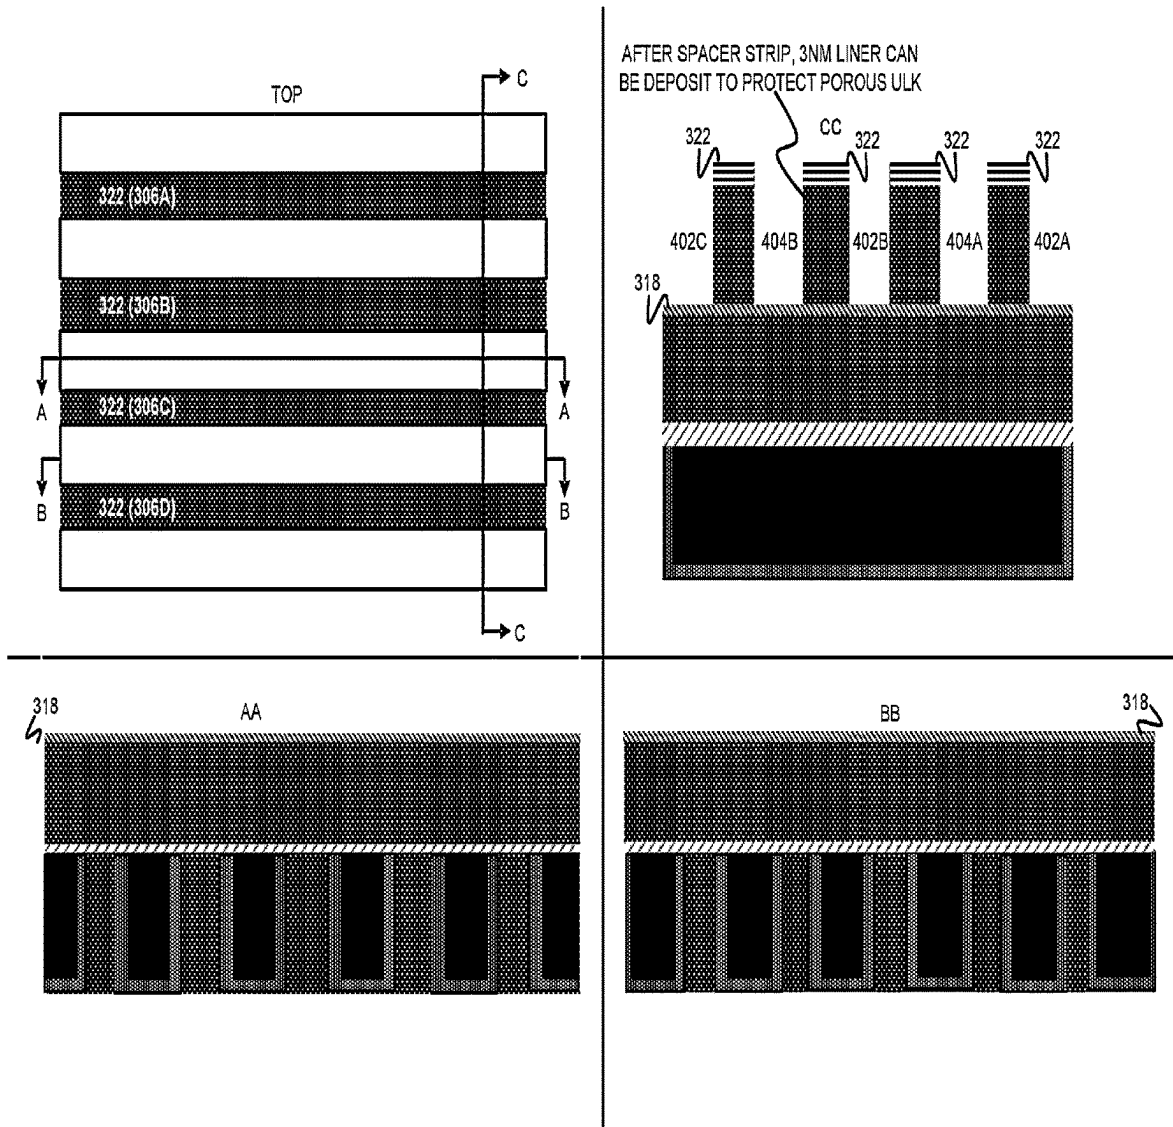 TOP
C
322 (306A)
322 (306B)
A
A
322 (306C)
B
B
322 (306D)
C
AFTER SPACER STRIP, 3NM LINER CAN
BE DEPOSIT TO PROTECT POROUS ULK
CC
322
322
322
322
402C
404B
402B
404A
402A
318
318
AA
BB
318